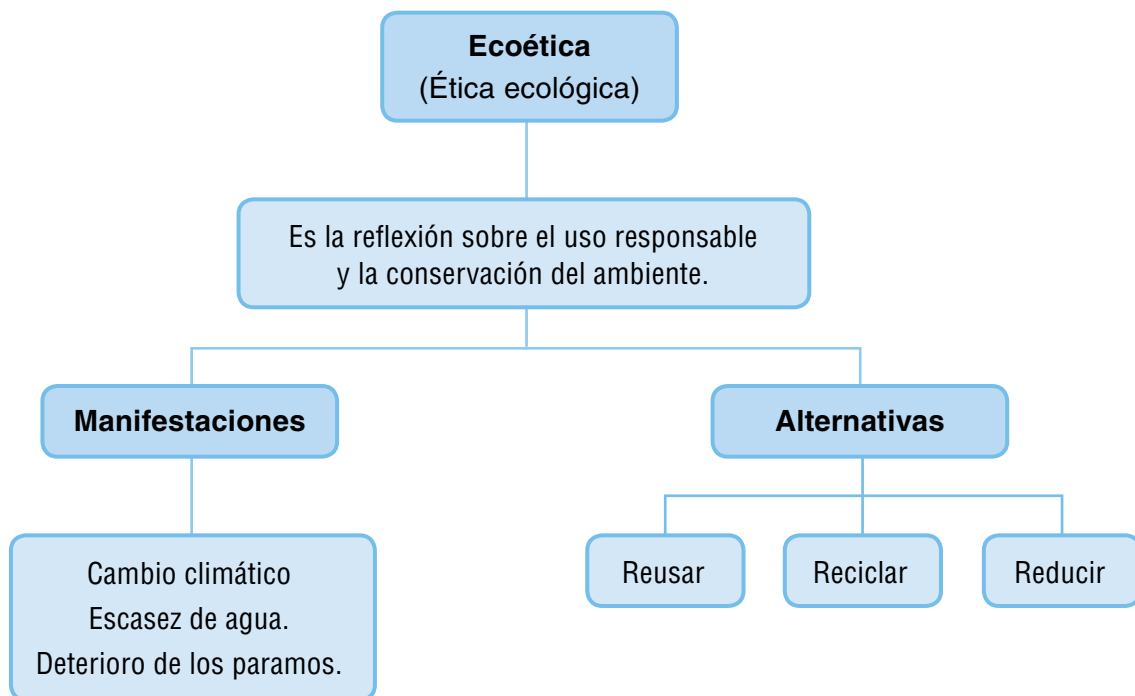 Ecoética
(Ética ecológica)
Es la reflexión sobre el uso responsable
y la conservación del ambiente.
Manifestaciones
Alternativas
Cambio climático
Escasez de agua.
Deterioro de los paramos.
Reusar
Reciclar
Reducir